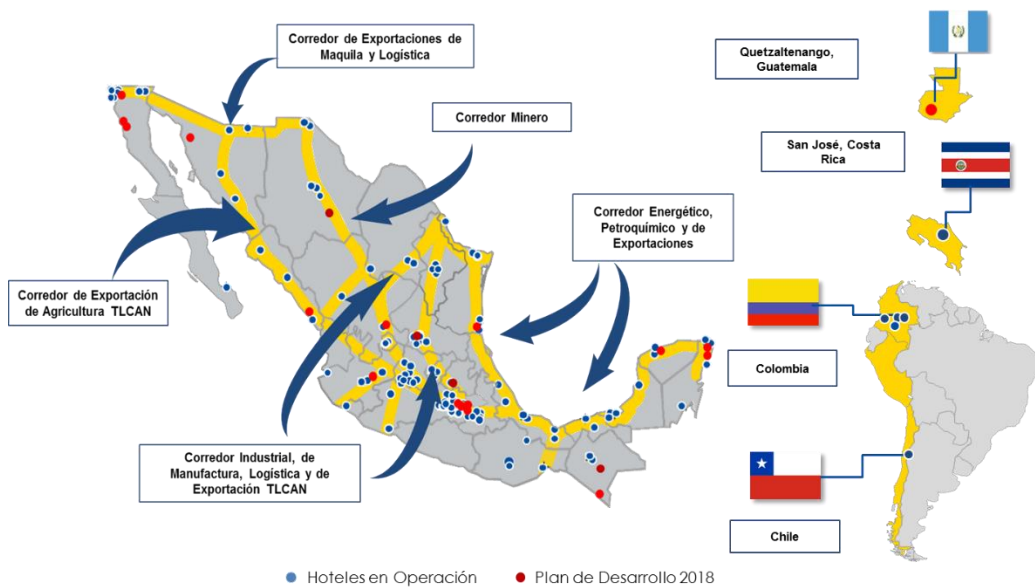 Corredor de Exportaciones de
Maquila y Logística
Quetzaltenango,
Guatemala
Corredor Minero
San José, Costa
Rica
Corredor Energético,
Petroquímico y de
Exportaciones
Corredor de Exportación
de Agricultura TLCAN
Colombia
Corredor Industrial, de
Manufactura, Logística y de
Exportación TLCAN
Chile
Hoteles en Operación
Plan de Desarrollo 2018